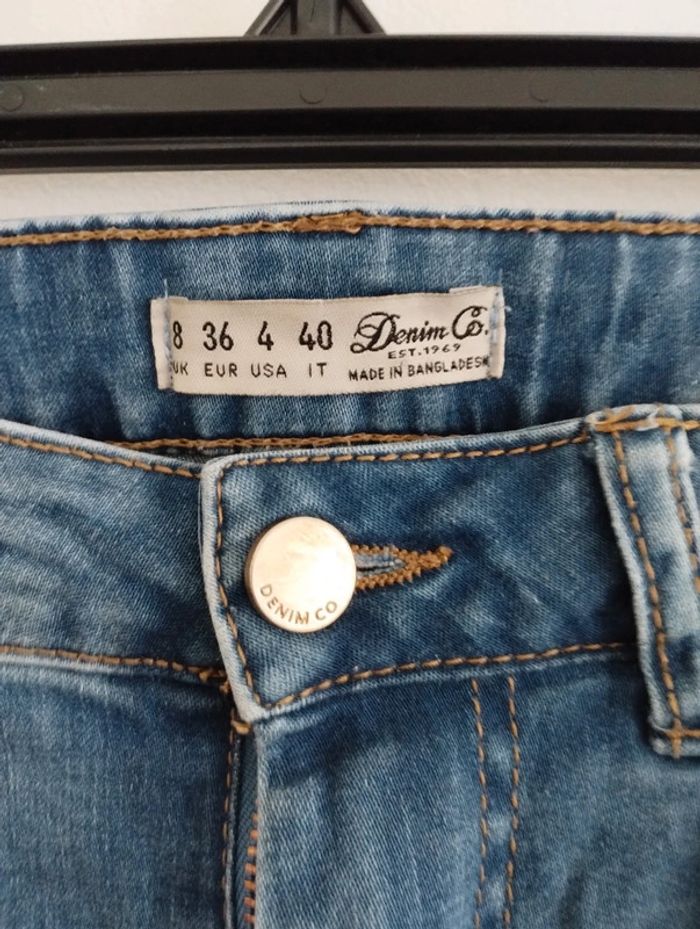 8 36 4 40 Denim Co.
EST. 1969
UK EUR USA IT MADE IN BANGLADESH
DENIM CO